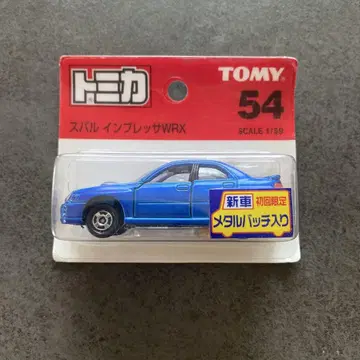 トミカ
TOMY
54
スバル インプレッサWRX
SCALE 1/59
新車 初回限定
メタルバッチ入り